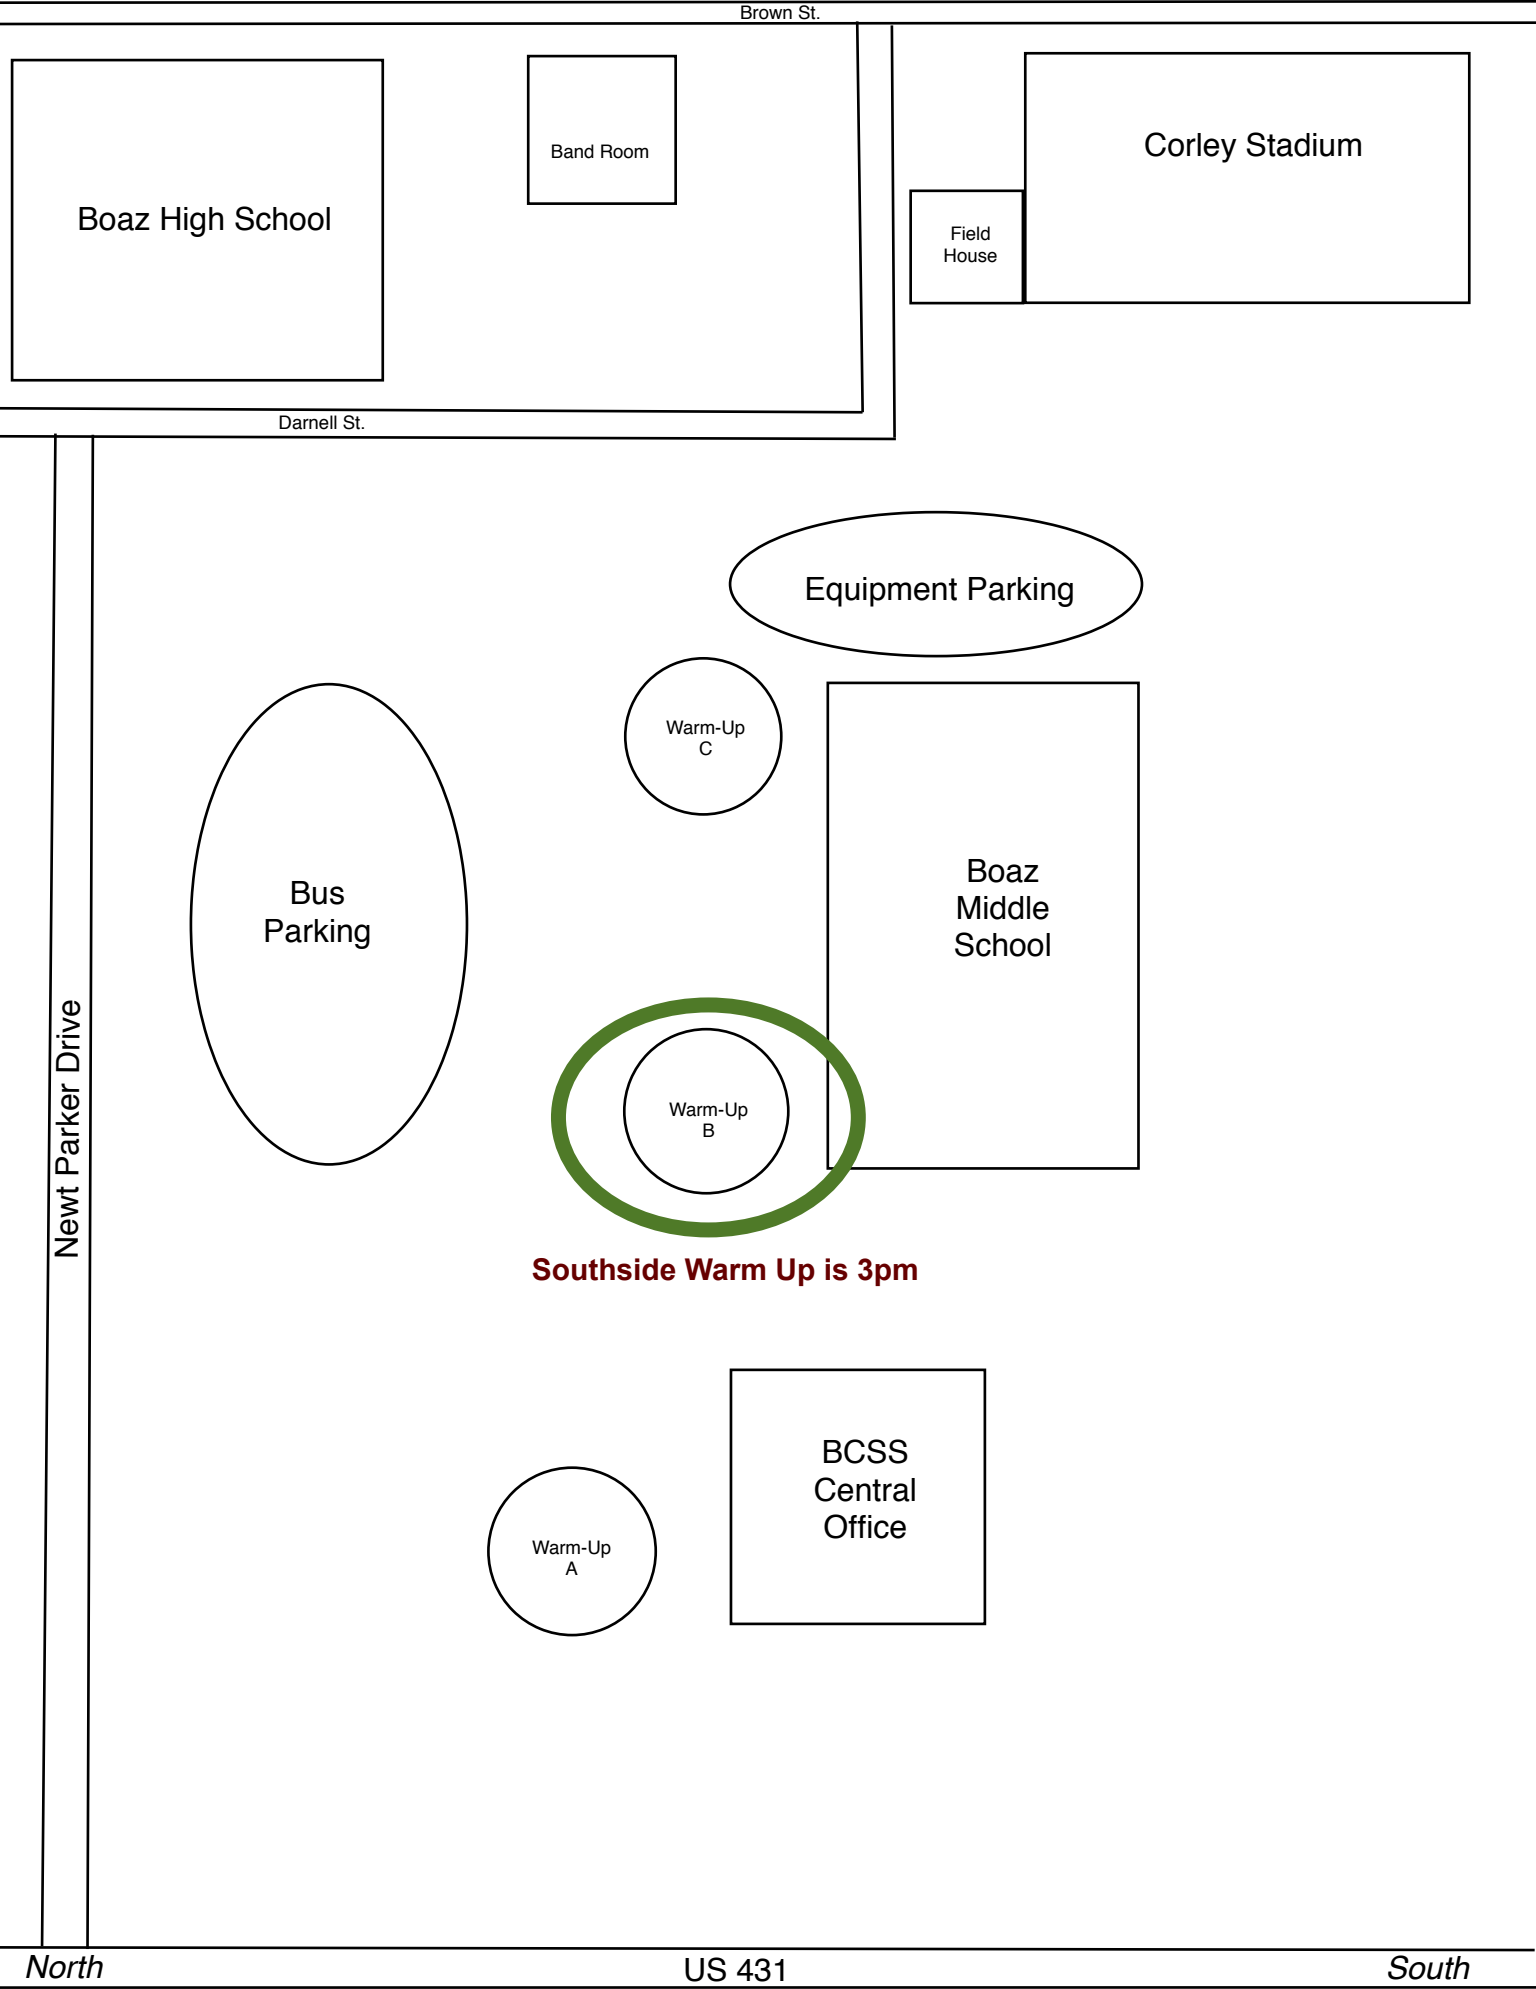 Brown St.
Band Room
Corley Stadium
Boaz High School
Field
House
Darnell St.
Equipment Parking
Warm-Up
C
Bus
Parking
Boaz
Middle
School
Newt Parker Drive
Warm-Up
B
Southside Warm Up is 3pm
BCSS
Central
Office
Warm-Up
A
North
US 431
South